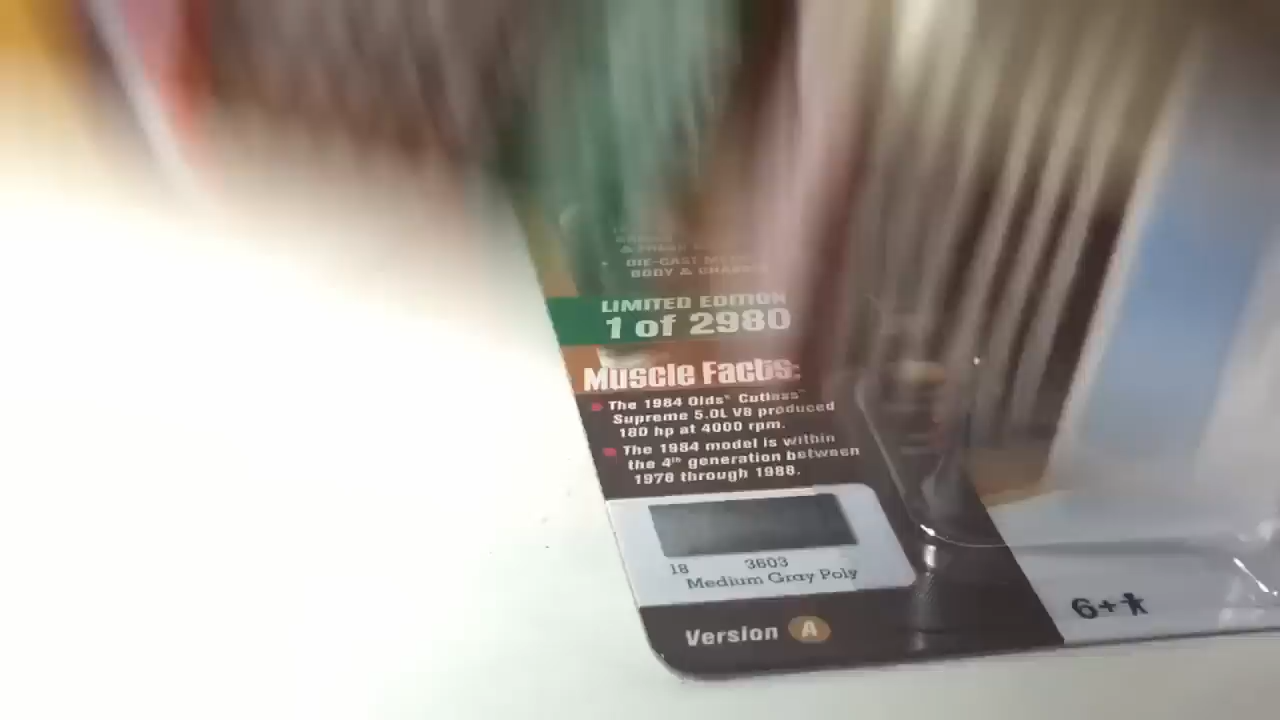 DIE-CAST
BODY &
LIMITED EDITION
1 of 2980
Muscle Facts:
The 1984 Olds® Cutlass™
Supreme 5.0L V8 produced
180 hp at 4000 rpm.
The 1984 model is within
the 4th generation between
1978 through 1988.
18 3603
Medium Gray Poly
Version A
6+